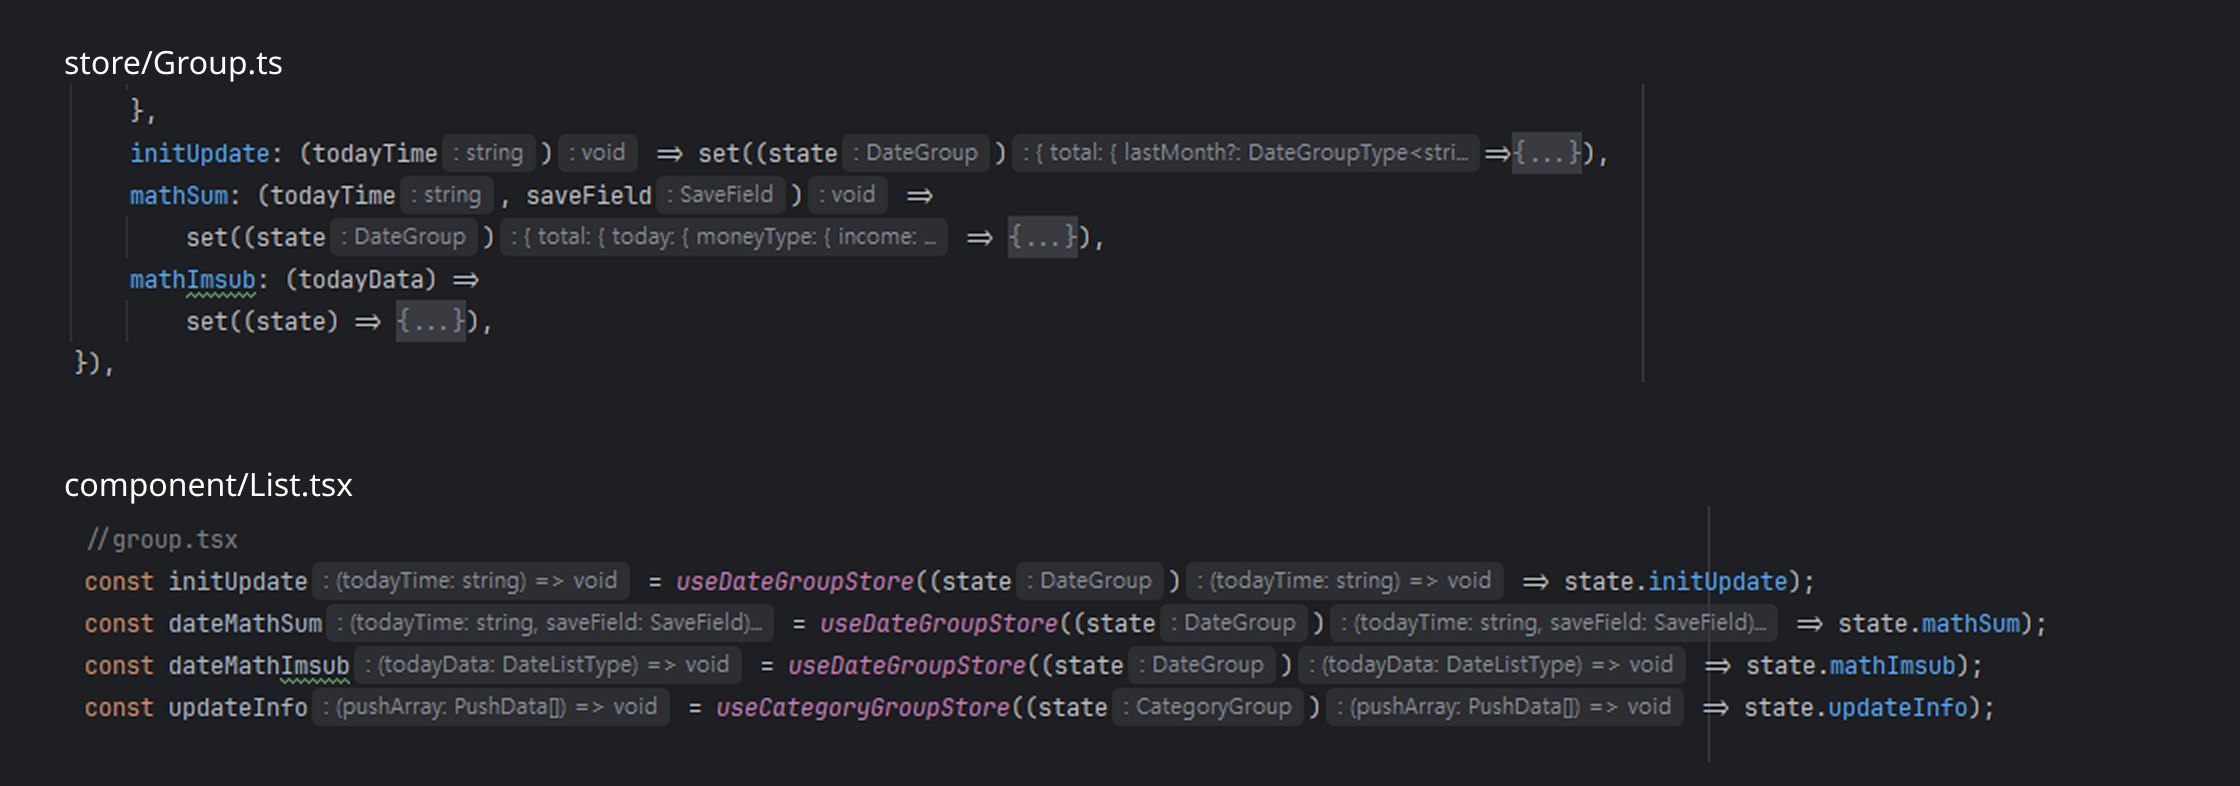 store/Group.ts
},
initUpdate: (todayTime : string ) : void => set((state : DateGroup ) : { total: { lastMonth?: DateGroupType<stri... =>{...}),
mathSum: (todayTime : string , saveField : SaveField ) : void =>
set((state : DateGroup ) : { total: { today: { moneyType: { income: ... => {...}),
mathImsub: (todayData) =>
set((state) => {...}),
}),
component/List.tsx
//group.tsx
const initUpdate : (todayTime: string) => void = useDateGroupStore((state : DateGroup ) : (todayTime: string) => void => state.initUpdate);
const dateMathSum : (todayTime: string, saveField: SaveField)... = useDateGroupStore((state : DateGroup ) : (todayTime: string, saveField: SaveField)... => state.mathSum);
const dateMathImsub : (todayData: DateListType) => void = useDateGroupStore((state : DateGroup ) : (todayData: DateListType) => void => state.mathImsub);
const updateInfo : (pushArray: PushData[]) => void = useCategoryGroupStore((state : CategoryGroup ) : (pushArray: PushData[]) => void => state.updateInfo);